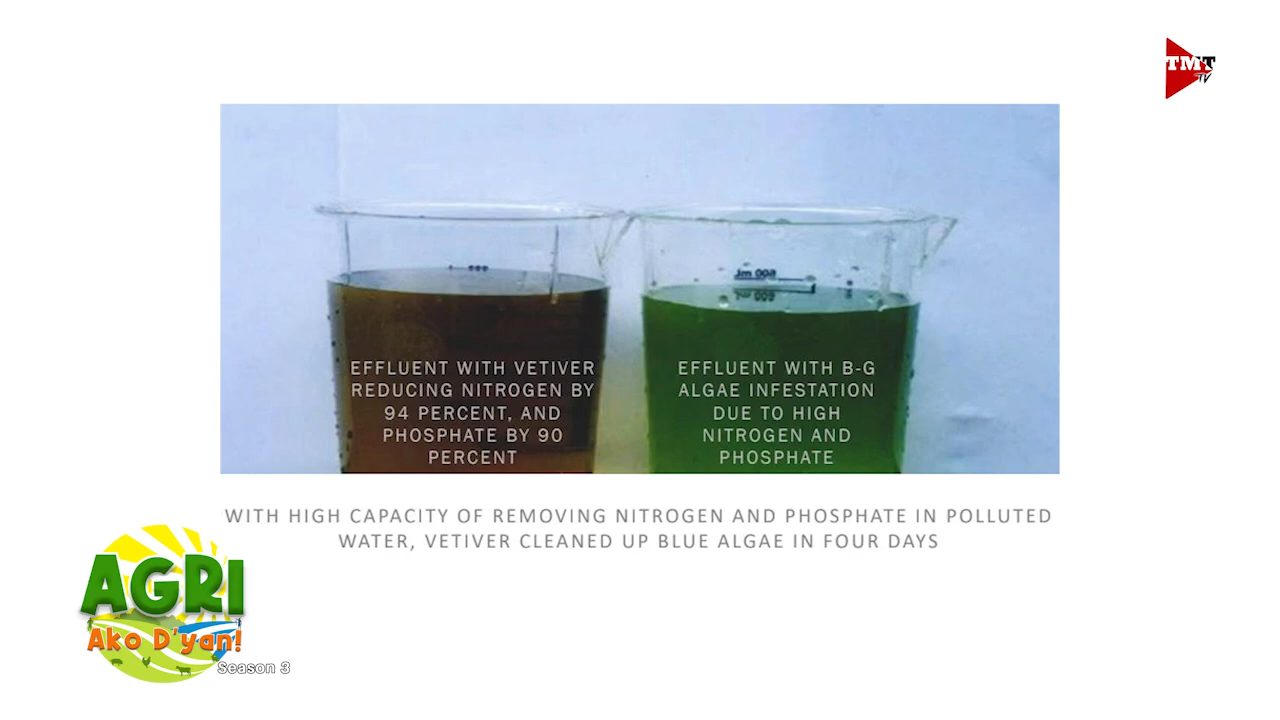 TMT
TV
600 ml
EFFLUENT WITH VETIVER
REDUCING NITROGEN BY
94 PERCENT, AND
PHOSPHATE BY 90
PERCENT
EFFLUENT WITH B-G
ALGAE INFESTATION
DUE TO HIGH
NITROGEN AND
PHOSPHATE
WITH HIGH CAPACITY OF REMOVING NITROGEN AND PHOSPHATE IN POLLUTED
WATER, VETIVER CLEANED UP BLUE ALGAE IN FOUR DAYS
AGRI
Ako D'yan!
Season 3